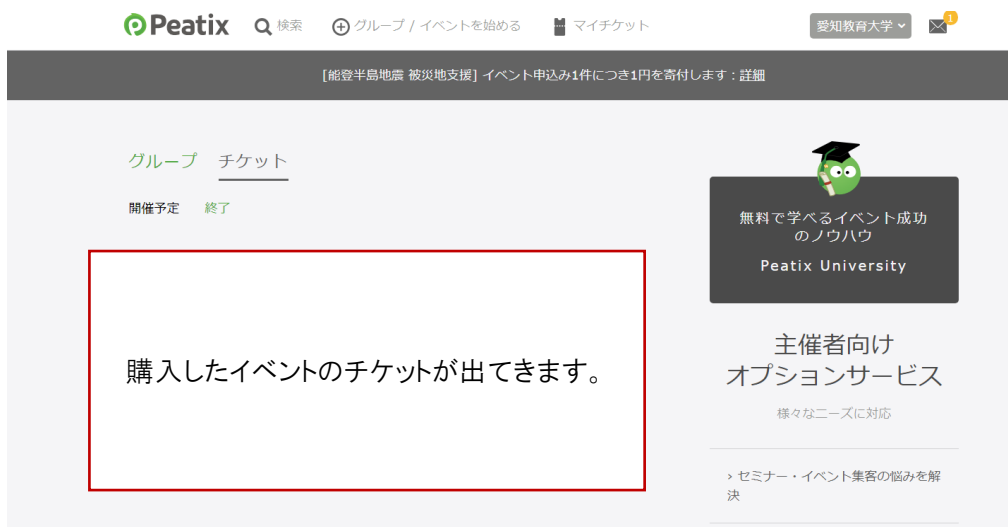 Peatix 検索 グループ / イベントを始める マイチケット 愛知教育大学 1
[能登半島地震 被災地支援] イベント申込み1件につき1円を寄付します：詳細
グループ チケット
開催予定 終了
購入したイベントのチケットが出てきます。
無料で学べるイベント成功
のノウハウ
Peatix University
主催者向け
オプションサービス
様々なニーズに対応
› セミナー・イベント集客の悩みを解
決